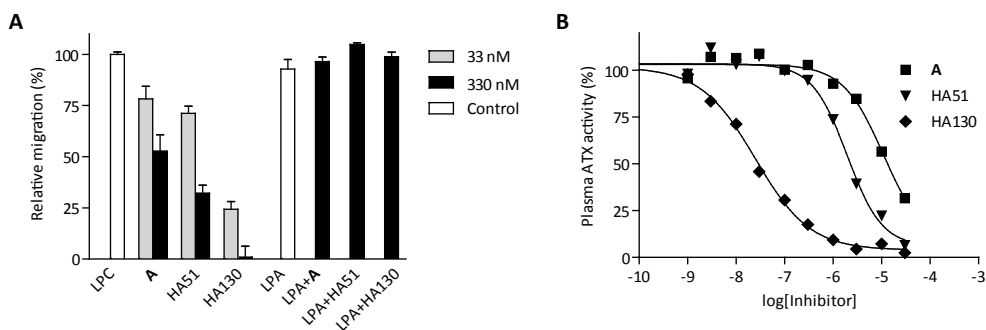 A
Relative migration (%)
100
75
50
25
0
LPC
A
HA51
HA130
LPA
LPA+A
LPA+HA51
LPA+HA130
33 nM
330 nM
Control
B
Plasma ATX activity (%)
100
75
50
25
0
-10
-9
-8
-7
-6
-5
-4
-3
log[Inhibitor]
A
HA51
HA130